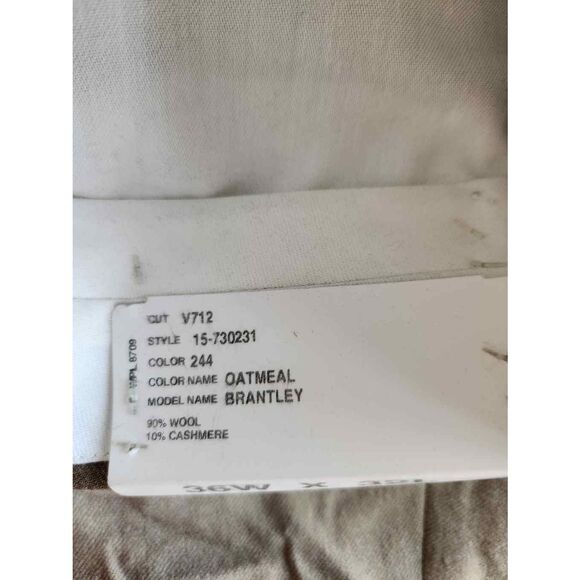 CUT V712
STYLE 15-730231
COLOR 244
COLOR NAME OATMEAL
MODEL NAME BRANTLEY
90% WOOL
10% CASHMERE
36W X